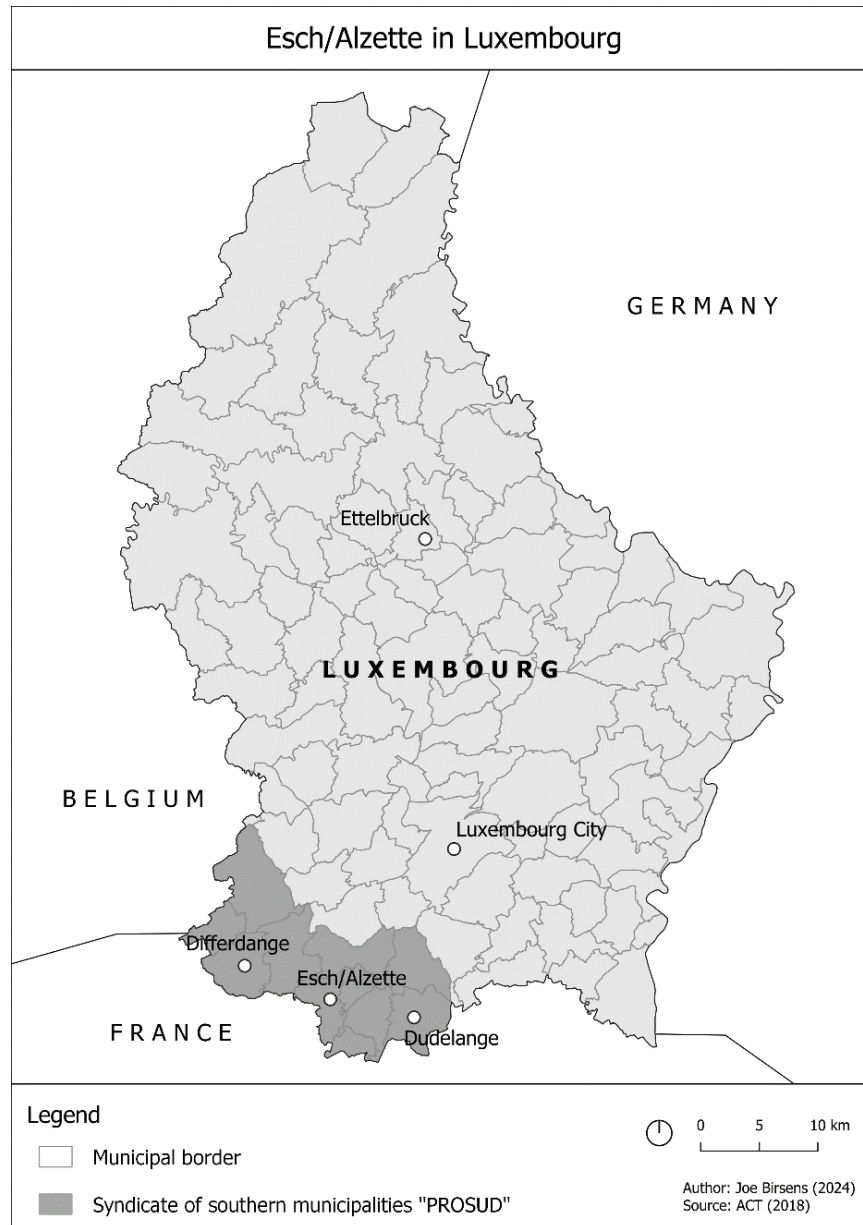 Esch/Alzette in Luxembourg
GERMANY
Ettelbruck
LUXEMBOURG
BELGIUM
Luxembourg City
Differdange
Esch/Alzette
FRANCE
Dudelange
Legend
Municipal border
Syndicate of southern municipalities "PROSUD"
0 5 10 km
Author: Joe Birsens (2024)
Source: ACT (2018)